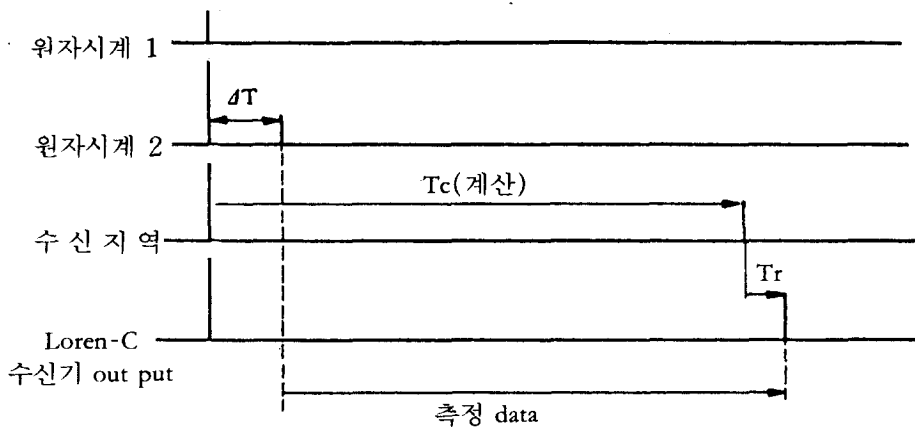 원자시계 1
ΔT
원자시계 2
Tc(계산)
수 신 지 역
Tr
Loren-C
수신기 out put
측정 data